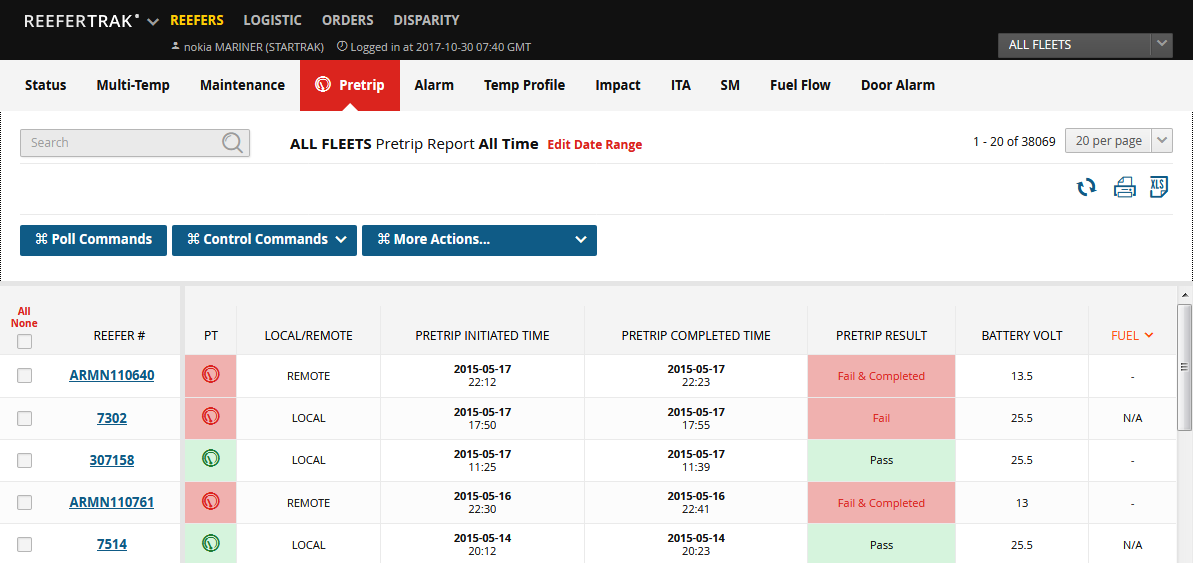 REEFERTRAK REEFERS LOGISTIC ORDERS DISPARITY
nokia MARINER (STARTRAK) Logged in at 2017-10-30 07:40 GMT
ALL FLEETS
Status Multi-Temp Maintenance Pretrip Alarm Temp Profile Impact ITA SM Fuel Flow Door Alarm
Search ALL FLEETS Pretrip Report All Time Edit Date Range 1 - 20 of 38069 20 per page
XLS
⌘ Poll Commands ⌘ Control Commands ⌘ More Actions...
All
None
REEFER # PT LOCAL/REMOTE PRETRIP INITIATED TIME PRETRIP COMPLETED TIME PRETRIP RESULT BATTERY VOLT FUEL
ARMN110640 REMOTE 2015-05-17 22:12 2015-05-17 22:23 Fail & Completed 13.5 -
7302 LOCAL 2015-05-17 17:50 2015-05-17 17:55 Fail 25.5 N/A
307158 LOCAL 2015-05-17 11:25 2015-05-17 11:39 Pass 25.5 -
ARMN110761 REMOTE 2015-05-16 22:30 2015-05-16 22:41 Fail & Completed 13 -
7514 LOCAL 2015-05-14 20:12 2015-05-14 20:23 Pass 25.5 N/A